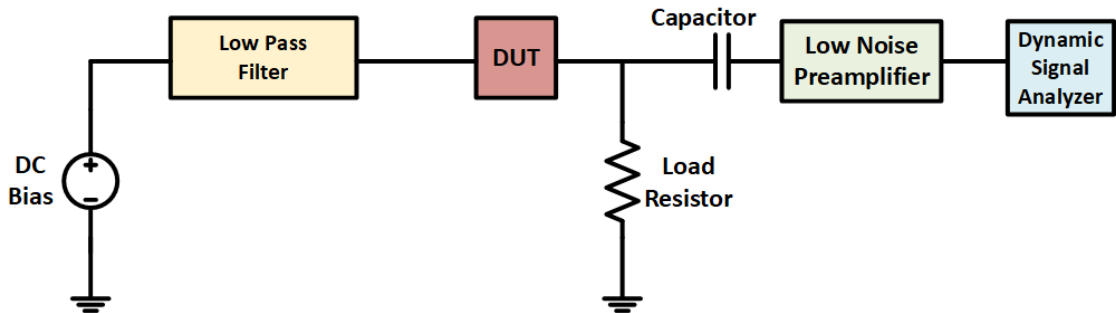 Capacitor
Low Pass
Filter
DUT
Low Noise
Preamplifier
Dynamic
Signal
Analyzer
DC
Bias
+
−
Load
Resistor